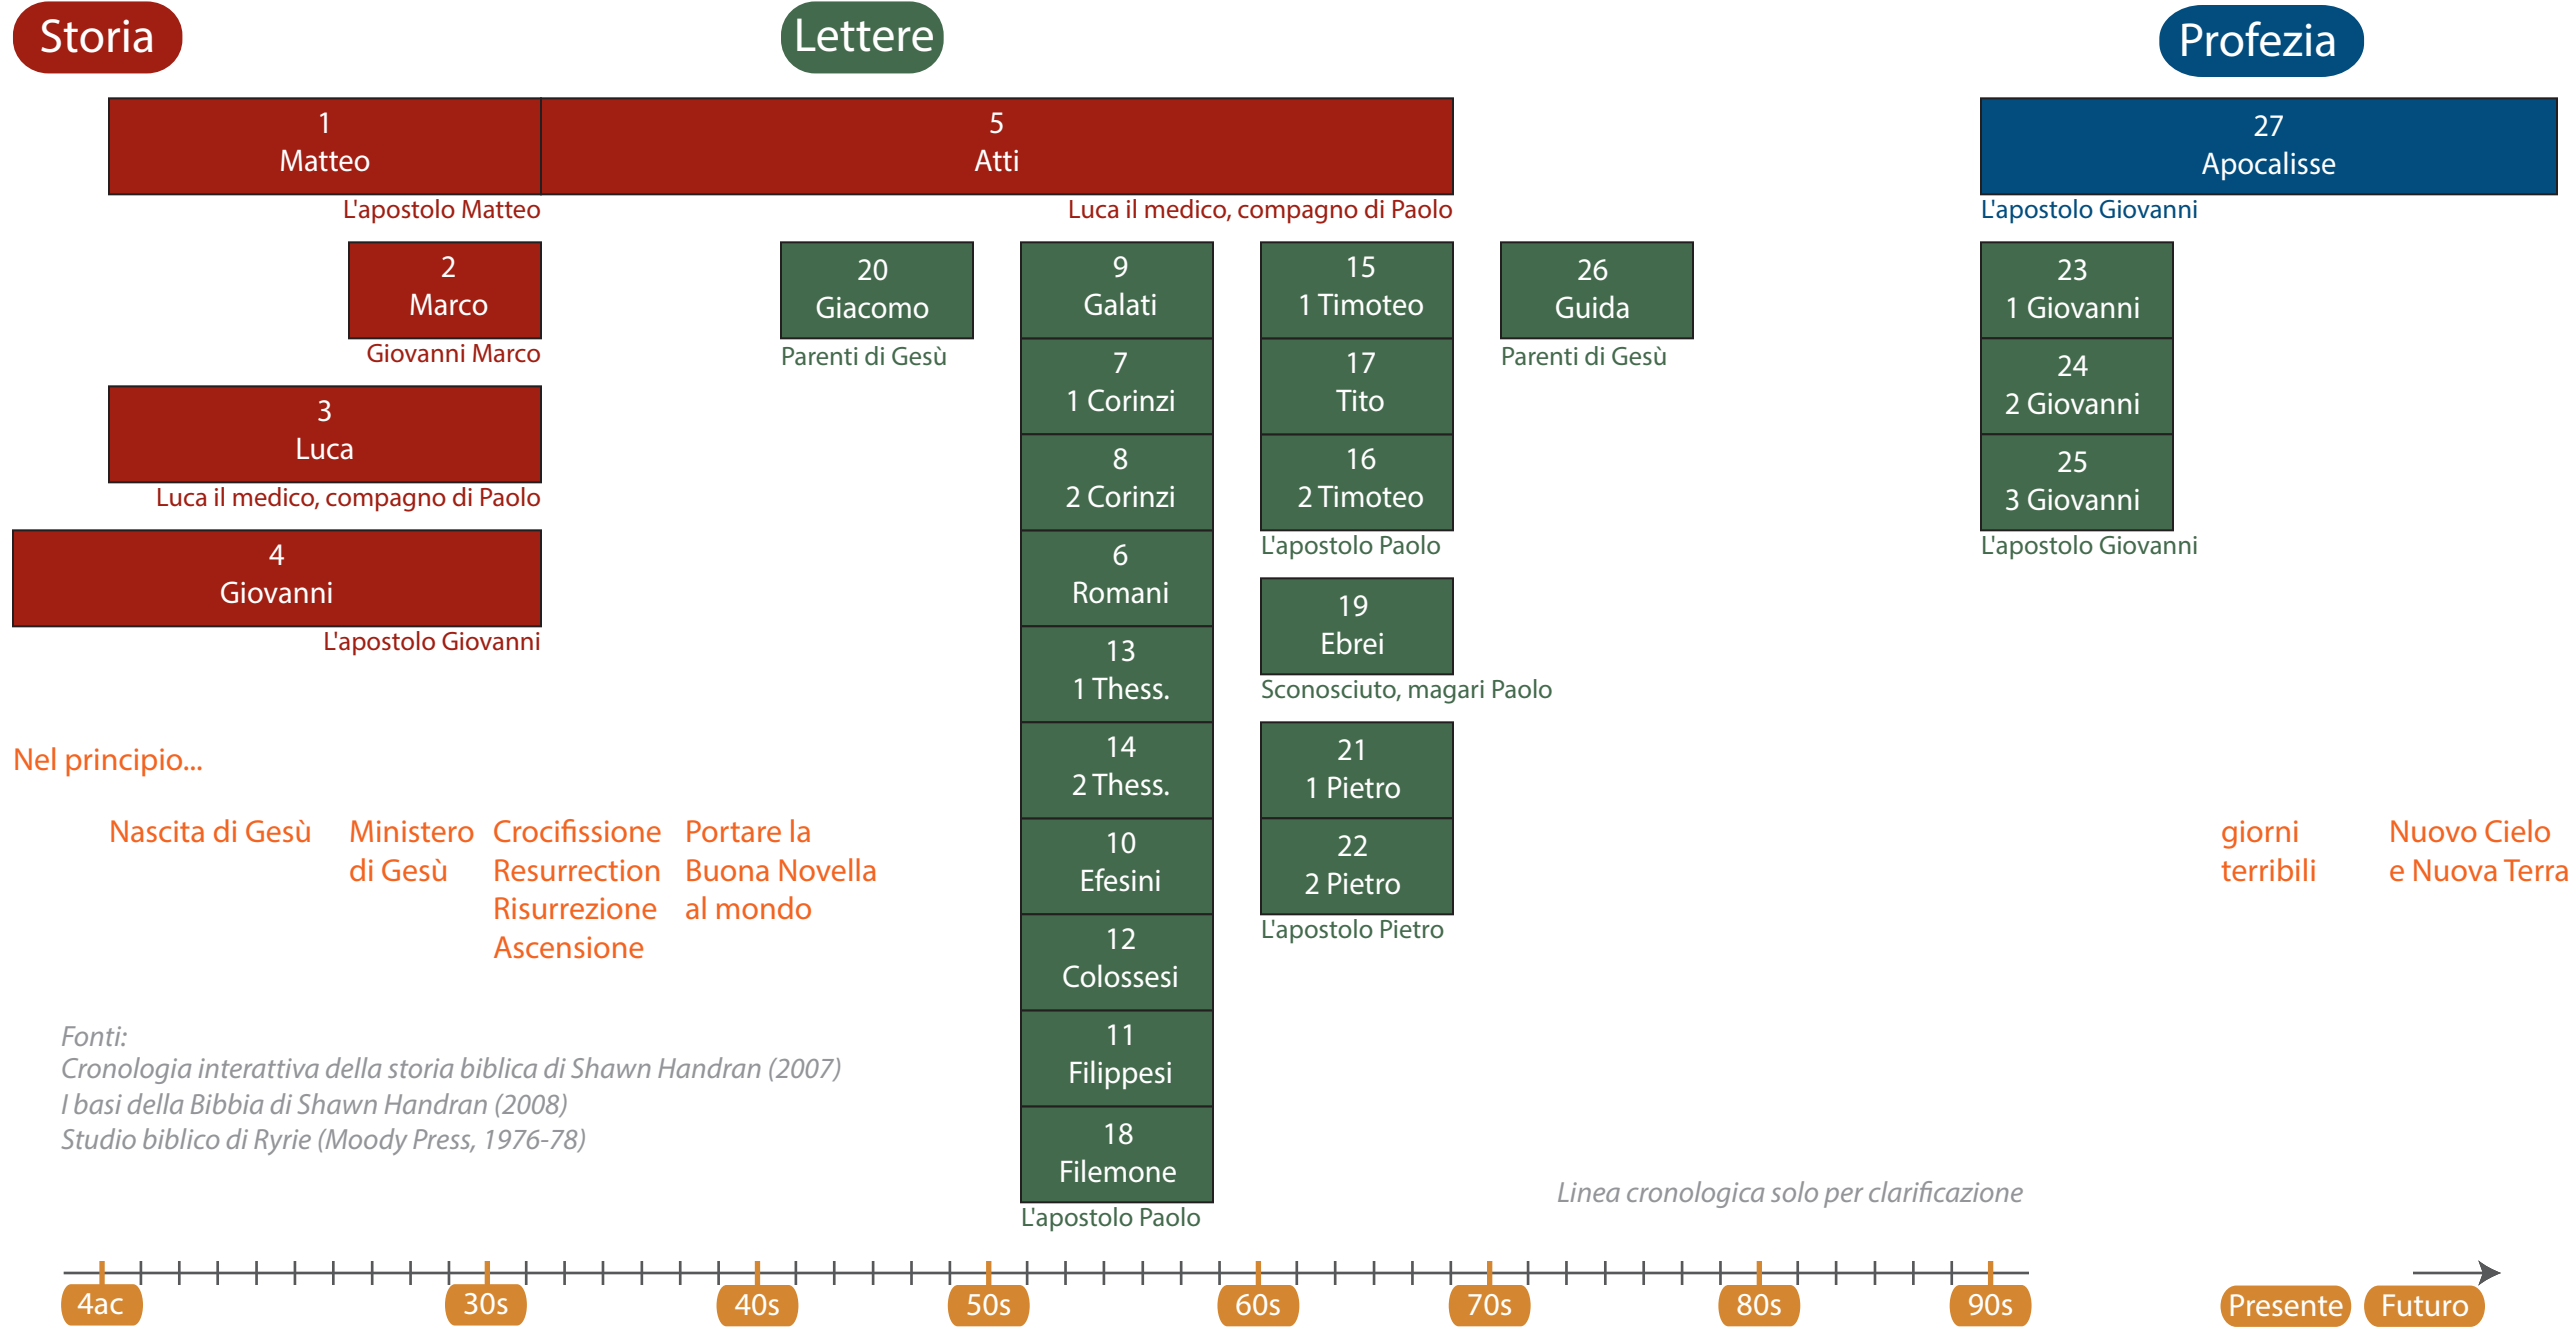 Storia
Lettere
Profezia
1
Matteo
L'apostolo Matteo
5
Atti
Luca il medico, compagno di Paolo
27
Apocalisse
L'apostolo Giovanni
2
Marco
Giovanni Marco
3
Luca
Luca il medico, compagno di Paolo
4
Giovanni
L'apostolo Giovanni
20
Giacomo
Parenti di Gesù
9
Galati
7
1 Corinzi
8
2 Corinzi
6
Romani
13
1 Thess.
14
2 Thess.
10
Efesini
12
Colossesi
11
Filippesi
18
Filemone
L'apostolo Paolo
15
1 Timoteo
17
Tito
16
2 Timoteo
L'apostolo Paolo
19
Ebrei
Sconosciuto, magari Paolo
21
1 Pietro
22
2 Pietro
L'apostolo Pietro
26
Guida
Parenti di Gesù
23
1 Giovanni
24
2 Giovanni
25
3 Giovanni
L'apostolo Giovanni
Nel principio...
Nascita di Gesù
Ministero
di Gesù
Crocifissione
Resurrection
Risurrezione
Ascensione
Portare la
Buona Novella
al mondo
giorni
terribili
Nuovo Cielo
e Nuova Terra
Fonti:
Cronologia interattiva della storia biblica di Shawn Handran (2007)
I basi della Bibbia di Shawn Handran (2008)
Studio biblico di Ryrie (Moody Press, 1976-78)
Linea cronologica solo per clarificazione
4ac
30s
40s
50s
60s
70s
80s
90s
Presente
Futuro